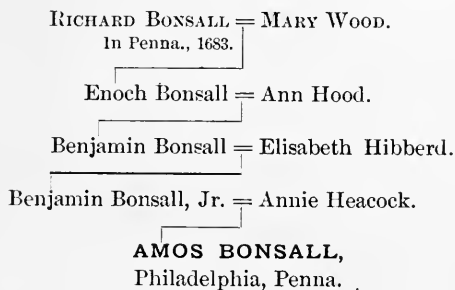 RICHARD BONSALL = MARY WOOD.
In Penna., 1683.
Enoch Bonsall = Ann Hood.
Benjamin Bonsall = Elisabeth Hibberd.
Benjamin Bonsall, Jr. = Annie Heacock.
AMOS BONSALL,
Philadelphia, Penna.